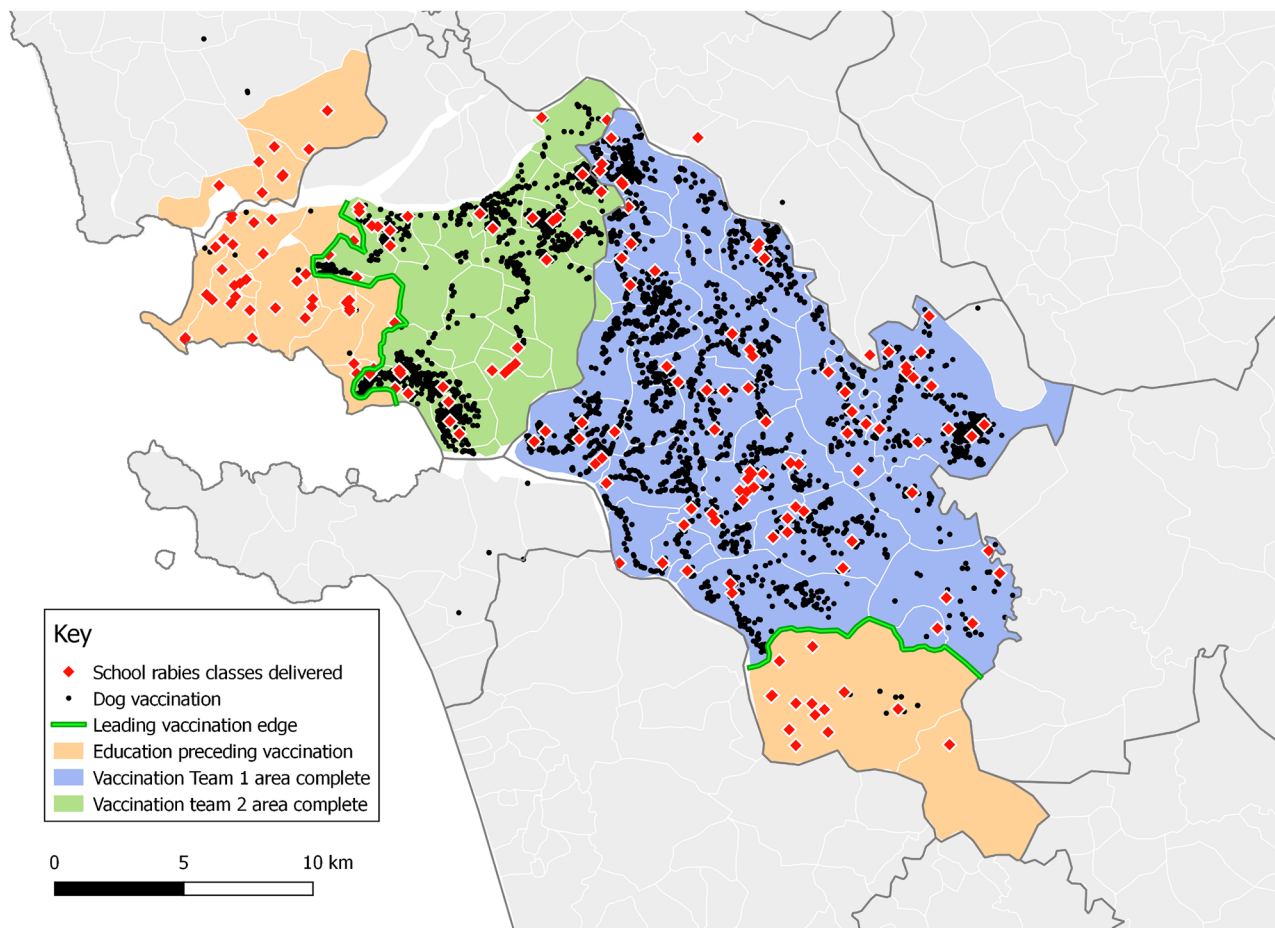 Key
School rabies classes delivered
Dog vaccination
Leading vaccination edge
Education preceding vaccination
Vaccination Team 1 area complete
Vaccination team 2 area complete
0 5 10 km